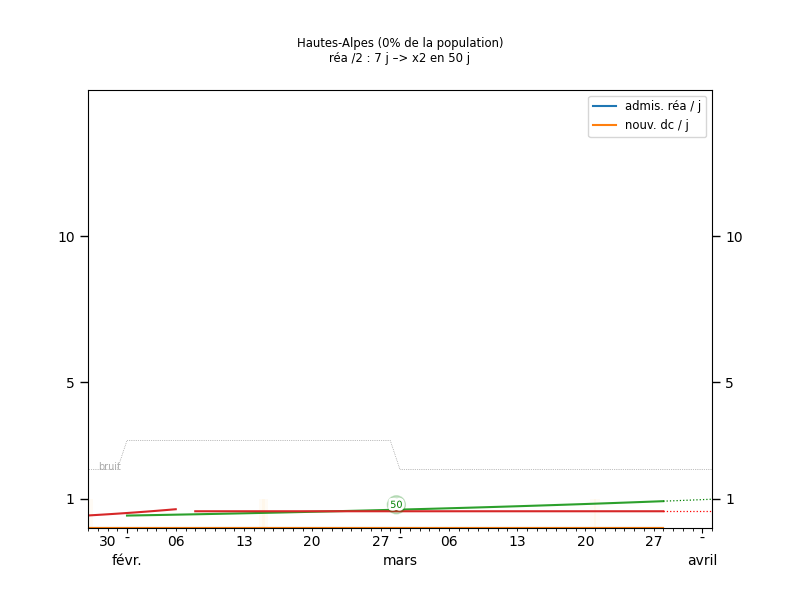 Hautes-Alpes (0% de la population)
réa /2 : 7 j –> x2 en 50 j
admis. réa / j
nouv. dc / j
10 10
5 5
bruit
50
1 1
30 - 06 13 20 27 - 06 13 20 27 -
févr. mars avril